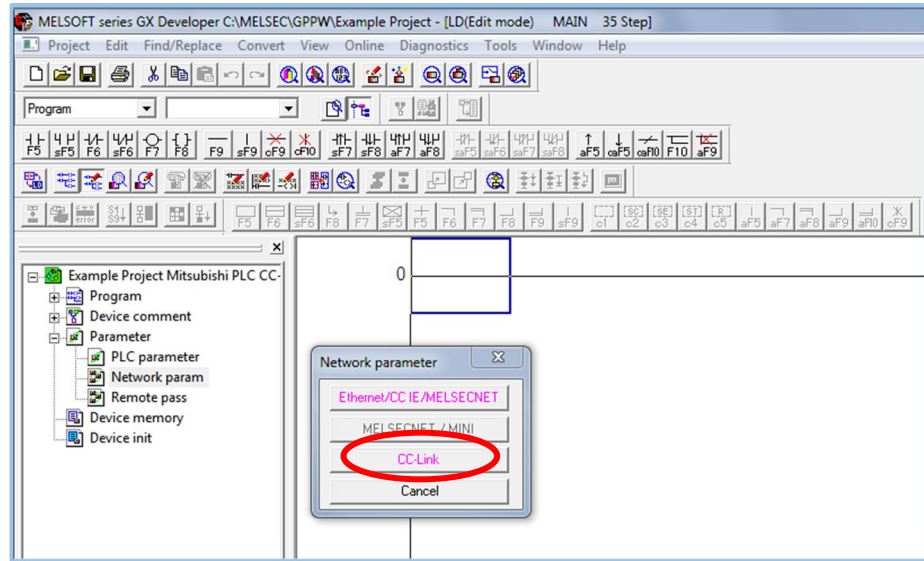 MELSOFT series GX Developer C:\MELSEC\GPPW\Example Project - [LD(Edit mode) MAIN 35 Step]
Project Edit Find/Replace Convert View Online Diagnostics Tools Window Help
Program
F5 sF5 F6 sF6 F7 F8 F9 sF9 cF9 cF10 sF7 sF8 aF7 aF8 saF5 saF6 saF7 saF8 aF5 caF5 caF10 F10 aF9
F5 F6 sF6 F8 F7 sF5 F5 F6 F7 F8 F9 sF9 c1 c2 c3 c4 c5 aF5 aF7 aF8 aF9 aF10 cF9
Example Project Mitsubishi PLC CC-
Program
Device comment
Parameter
PLC parameter
Network param
Remote pass
Device memory
Device init
0
Network parameter
Ethernet/CC IE/MELSECNET
MELSECNET / MINI
CC-Link
Cancel